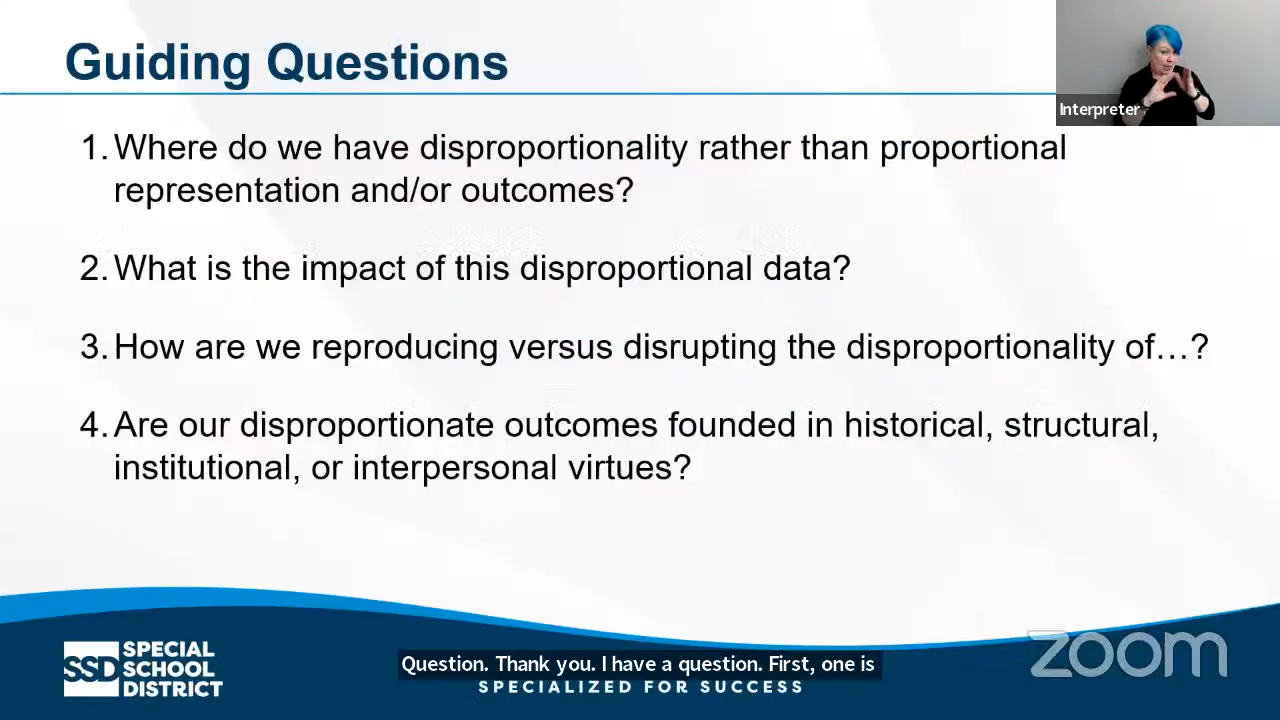 Guiding Questions
Interpreter
1. Where do we have disproportionality rather than proportional
representation and/or outcomes?
2. What is the impact of this disproportional data?
3. How are we reproducing versus disrupting the disproportionality of…?
4. Are our disproportionate outcomes founded in historical, structural,
institutional, or interpersonal virtues?
SSD
SPECIAL
SCHOOL
DISTRICT
Question. Thank you. I have a question. First, one is
SPECIALIZED FOR SUCCESS
zoom